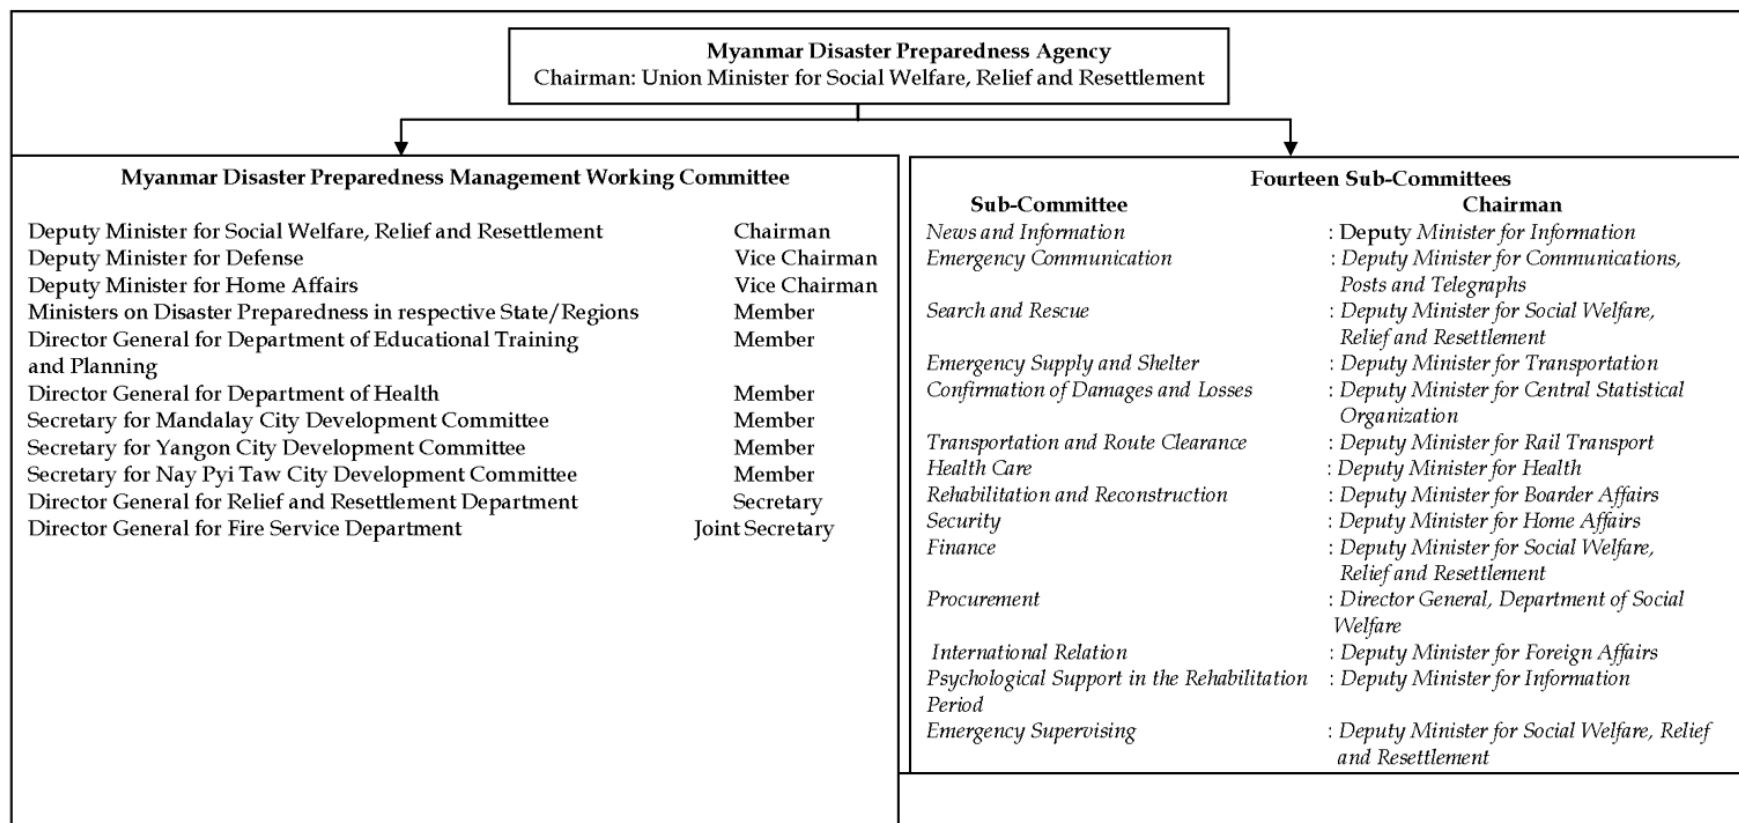 Myanmar Disaster Preparedness Agency
Chairman: Union Minister for Social Welfare, Relief and Resettlement
Myanmar Disaster Preparedness Management Working Committee
Deputy Minister for Social Welfare, Relief and Resettlement Chairman
Deputy Minister for Defense Vice Chairman
Deputy Minister for Home Affairs Vice Chairman
Ministers on Disaster Preparedness in respective State/Regions Member
Director General for Department of Educational Training Member
and Planning
Director General for Department of Health Member
Secretary for Mandalay City Development Committee Member
Secretary for Yangon City Development Committee Member
Secretary for Nay Pyi Taw City Development Committee Member
Director General for Relief and Resettlement Department Secretary
Director General for Fire Service Department Joint Secretary
Fourteen Sub-Committees
Sub-Committee Chairman
News and Information : Deputy Minister for Information
Emergency Communication : Deputy Minister for Communications,
Posts and Telegraphs
Search and Rescue : Deputy Minister for Social Welfare,
Relief and Resettlement
Emergency Supply and Shelter : Deputy Minister for Transportation
Confirmation of Damages and Losses : Deputy Minister for Central Statistical
Organization
Transportation and Route Clearance : Deputy Minister for Rail Transport
Health Care : Deputy Minister for Health
Rehabilitation and Reconstruction : Deputy Minister for Boarder Affairs
Security : Deputy Minister for Home Affairs
Finance : Deputy Minister for Social Welfare,
Relief and Resettlement
Procurement : Director General, Department of Social
Welfare
International Relation : Deputy Minister for Foreign Affairs
Psychological Support in the Rehabilitation : Deputy Minister for Information
Period
Emergency Supervising : Deputy Minister for Social Welfare, Relief
and Resettlement